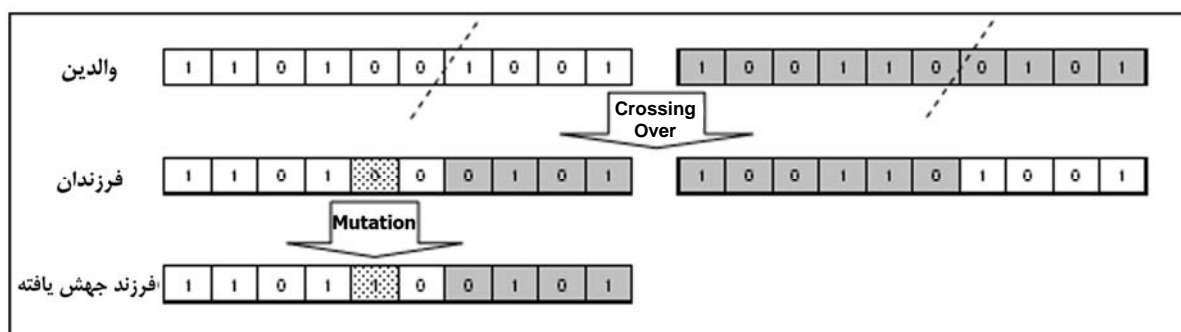 والدین 1 1 0 1 0 0 1 0 0 1 1 0 0 1 1 0 0 1 0 1
Crossing
Over
فرزندان 1 1 0 1 0 0 0 1 0 1 1 0 0 1 1 0 1 0 0 1
Mutation
فرزند جهش یافته 1 1 0 1 1 0 0 1 0 1